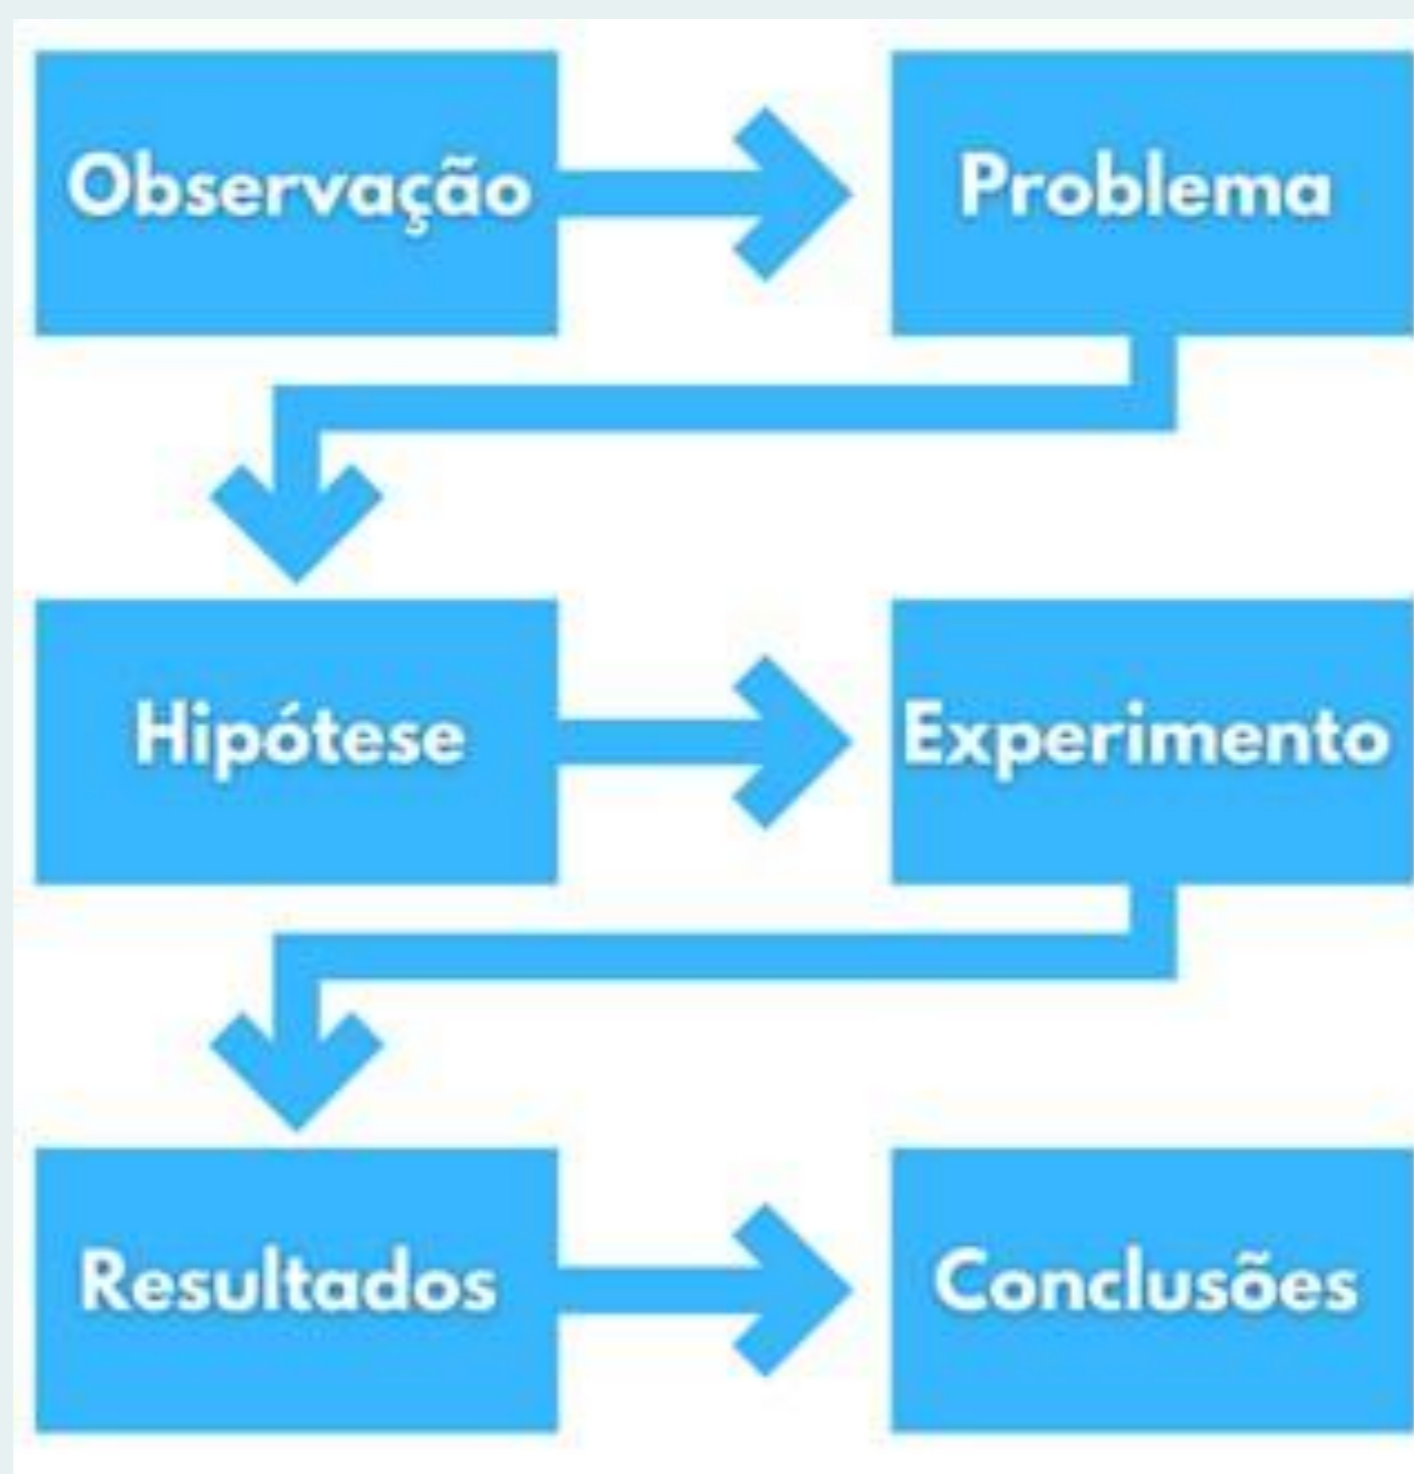 Observação
Problema
Hipótese
Experimento
Resultados
Conclusões